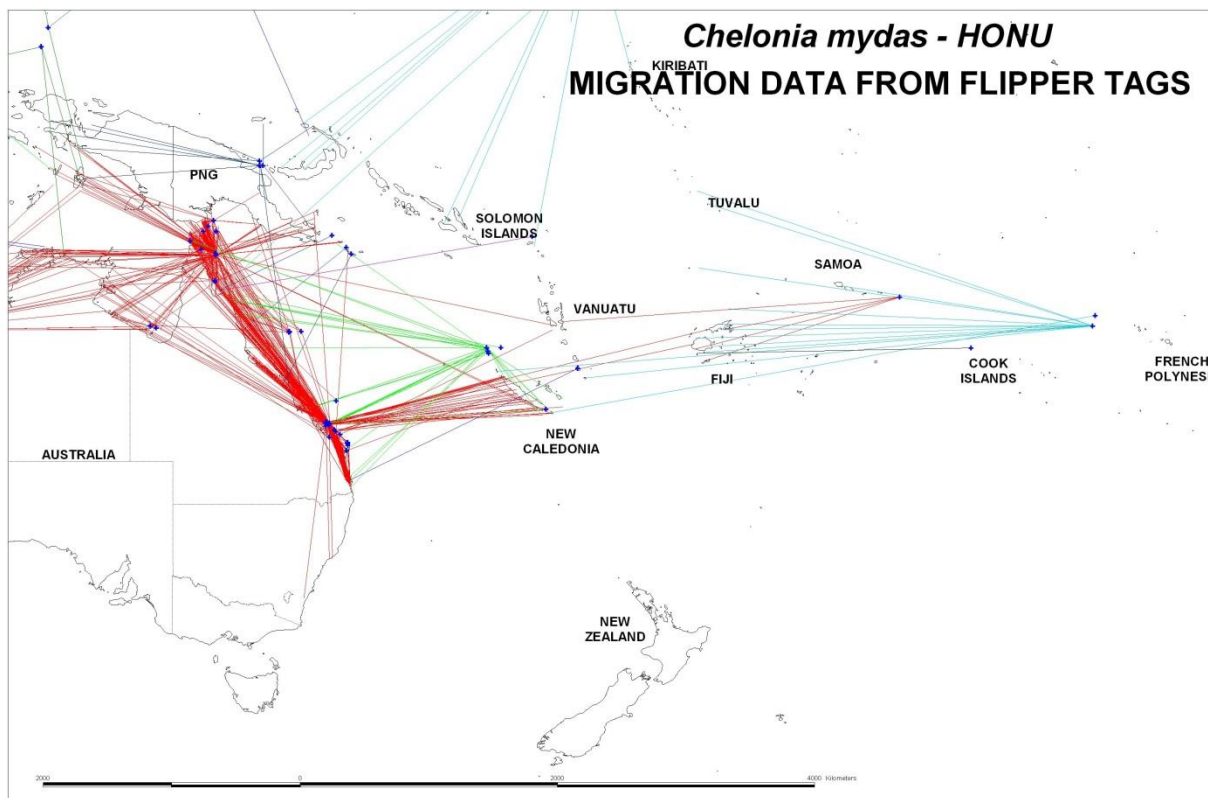 Chelonia mydas - HONU
KIRIBATI
MIGRATION DATA FROM FLIPPER TAGS
PNG
TUVALU
SOLOMON
ISLANDS
SAMOA
VANUATU
COOK
ISLANDS
FRENCH
POLYNES
FIJI
NEW
CALEDONIA
AUSTRALIA
NEW
ZEALAND
2000 0 2000 4000 Kilometers